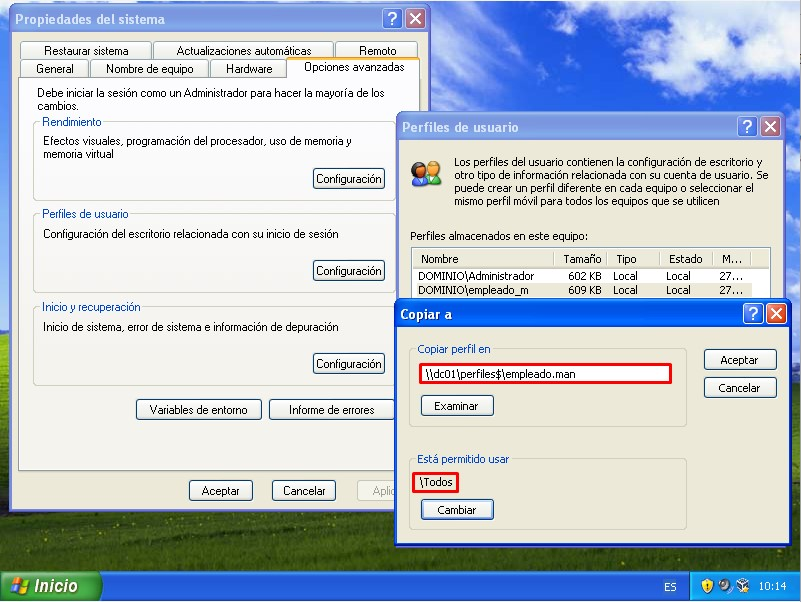 Propiedades del sistema
Restaurar sistema
Actualizaciones automáticas
Remoto
General
Nombre de equipo
Hardware
Opciones avanzadas
Debe iniciar la sesión como un Administrador para hacer la mayoría de los
cambios.
Rendimiento
Efectos visuales, programación del procesador, uso de memoria y
memoria virtual
Configuración
Perfiles de usuario
Configuración del escritorio relacionada con su inicio de sesión
Configuración
Inicio y recuperación
Inicio de sistema, error de sistema e información de depuración
Configuración
Variables de entorno
Informe de errores
Aceptar
Cancelar
Aplic
Perfiles de usuario
Los perfiles del usuario contienen la configuración de escritorio y
otro tipo de información relacionada con su cuenta de usuario. Se
puede crear un perfil diferente en cada equipo o seleccionar el
mismo perfil móvil para todos los equipos que se utilicen
Perfiles almacenados en este equipo:
Nombre Tamaño Tipo Estado M...
DOMINIO\Administrador 602 KB Local Local 27...
DOMINIO\empleado_m 609 KB Local Local 27...
Copiar a
Copiar perfil en
\\dc01\perfiles$\empleado.man
Examinar
Aceptar
Cancelar
Está permitido usar
\Todos
Cambiar
Inicio
ES
10:14